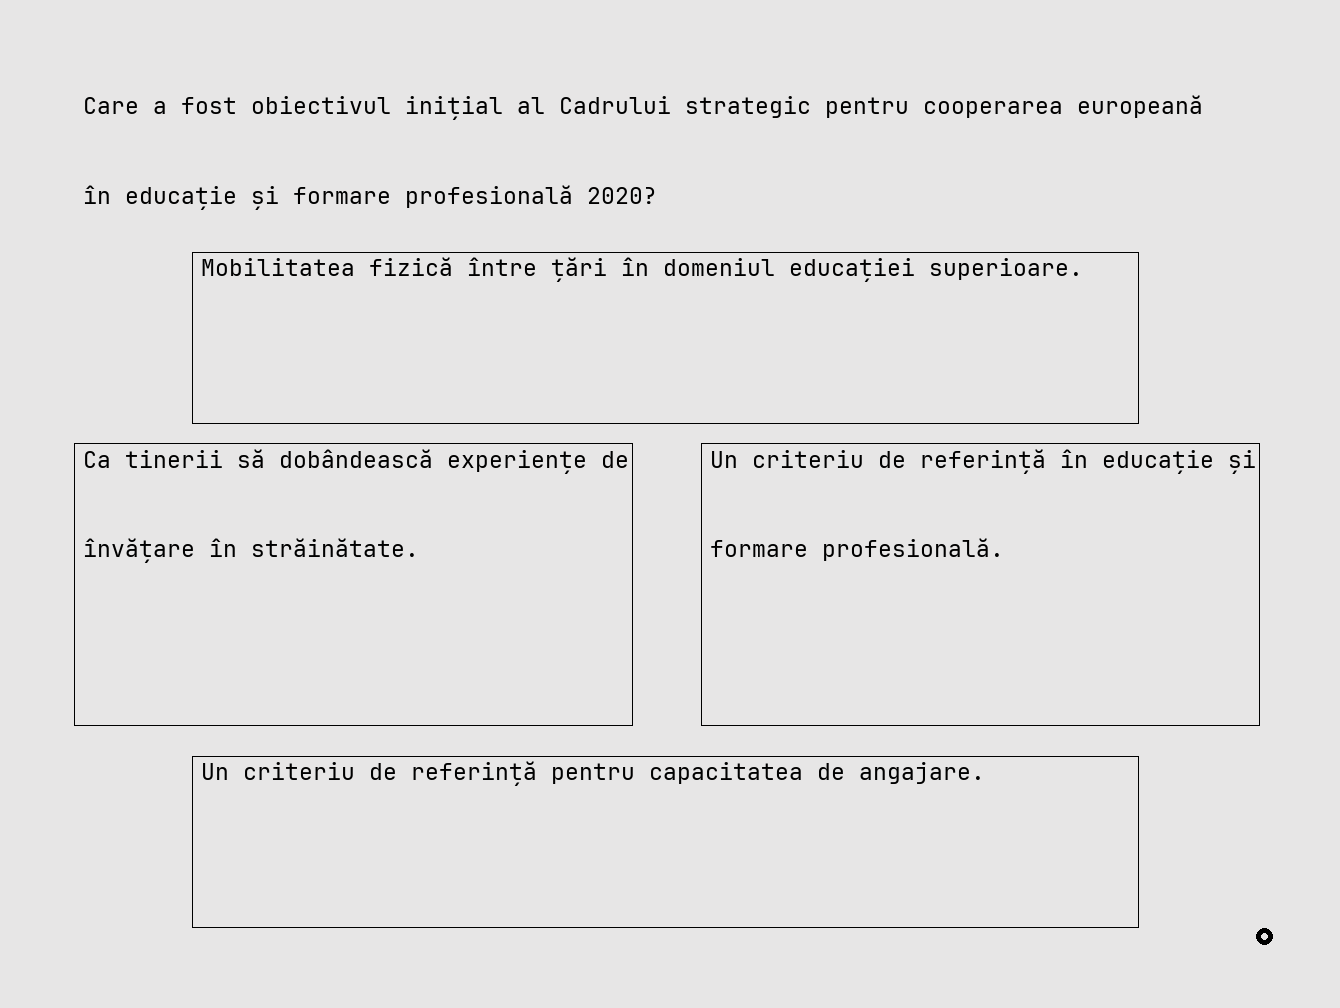 Care a fost obiectivul inițial al Cadrului strategic pentru cooperarea europeană
în educație și formare profesională 2020?
Mobilitatea fizică între țări în domeniul educației superioare.
Ca tinerii să dobândească experiențe de
învățare în străinătate.
Un criteriu de referință în educație și
formare profesională.
Un criteriu de referință pentru capacitatea de angajare.